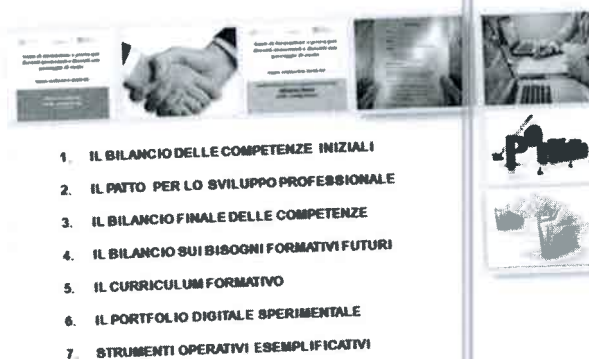 1. IL BILANCIO DELLE COMPETENZE INIZIALI
2. IL PATTO PER LO SVILUPPO PROFESSIONALE
3. IL BILANCIO FINALE DELLE COMPETENZE
4. IL BILANCIO SUI BISOGNI FORMATIVI FUTURI
5. IL CURRICULUM FORMATIVO
6. IL PORTFOLIO DIGITALE SPERIMENTALE
7. STRUMENTI OPERATIVI ESEMPLIFICATIVI